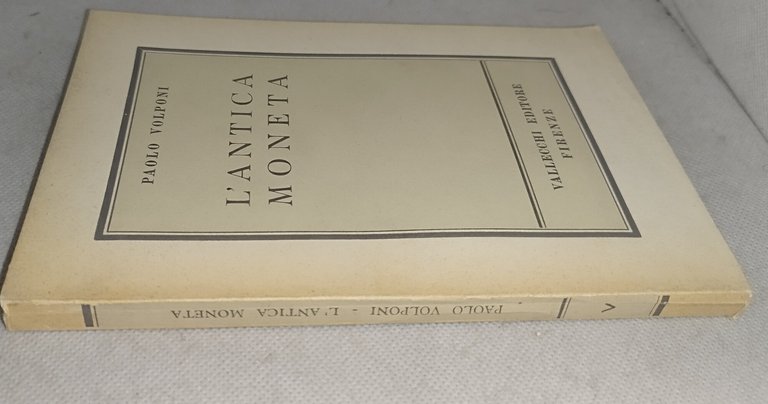 PAOLO VOLPONI
L'ANTICA
MONETA
VALLECCHI EDITORE
FIRENZE
PAOLO VOLPONI - L'ANTICA MONETA
V